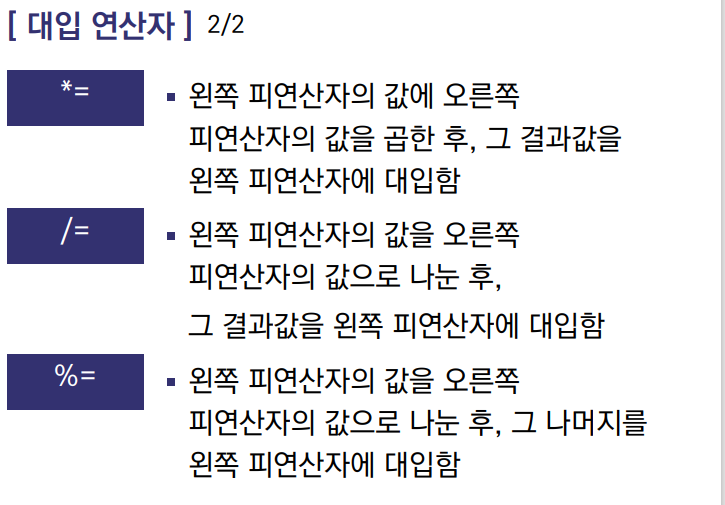 [ 대입 연산자 ] 2/2
*=
▪ 왼쪽 피연산자의 값에 오른쪽
피연산자의 값을 곱한 후, 그 결과값을
왼쪽 피연산자에 대입함
/=
▪ 왼쪽 피연산자의 값을 오른쪽
피연산자의 값으로 나눈 후,
그 결과값을 왼쪽 피연산자에 대입함
%=
▪ 왼쪽 피연산자의 값을 오른쪽
피연산자의 값으로 나눈 후, 그 나머지를
왼쪽 피연산자에 대입함